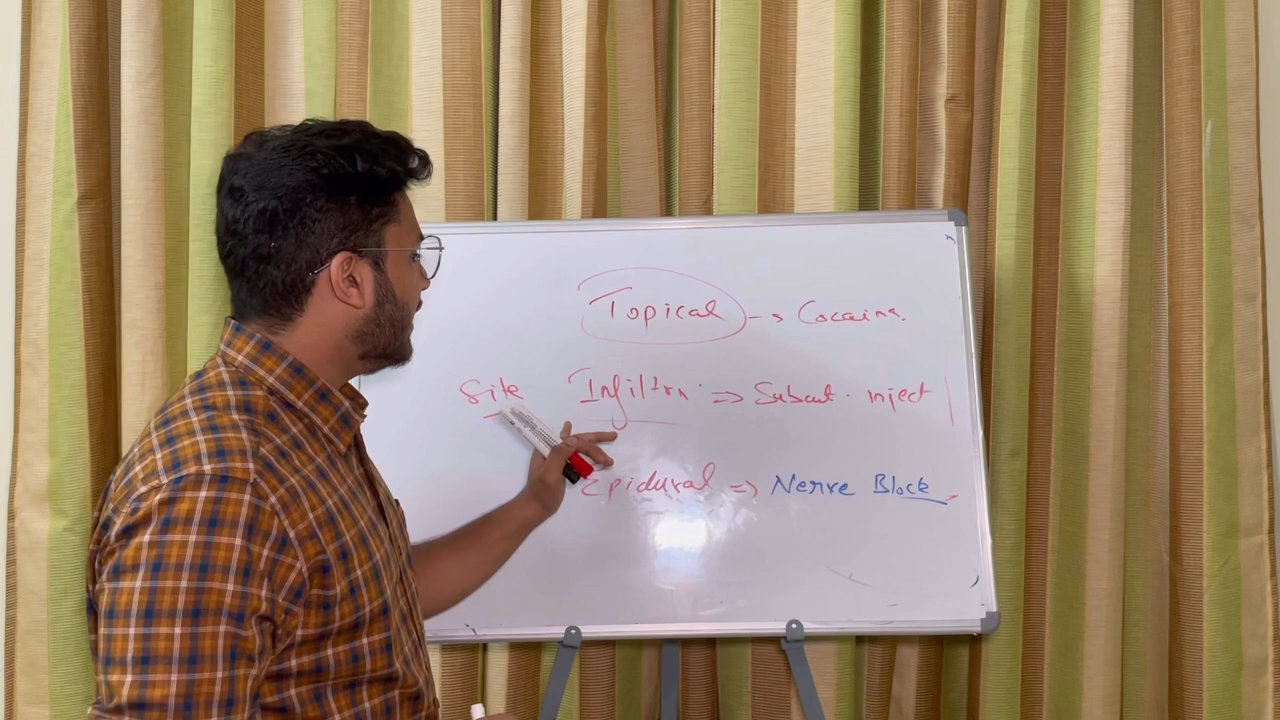 Topical → Cocaine.
Site Infiltrn ⇒ Subcut. inject
Epidural ⇒ Nerve Block